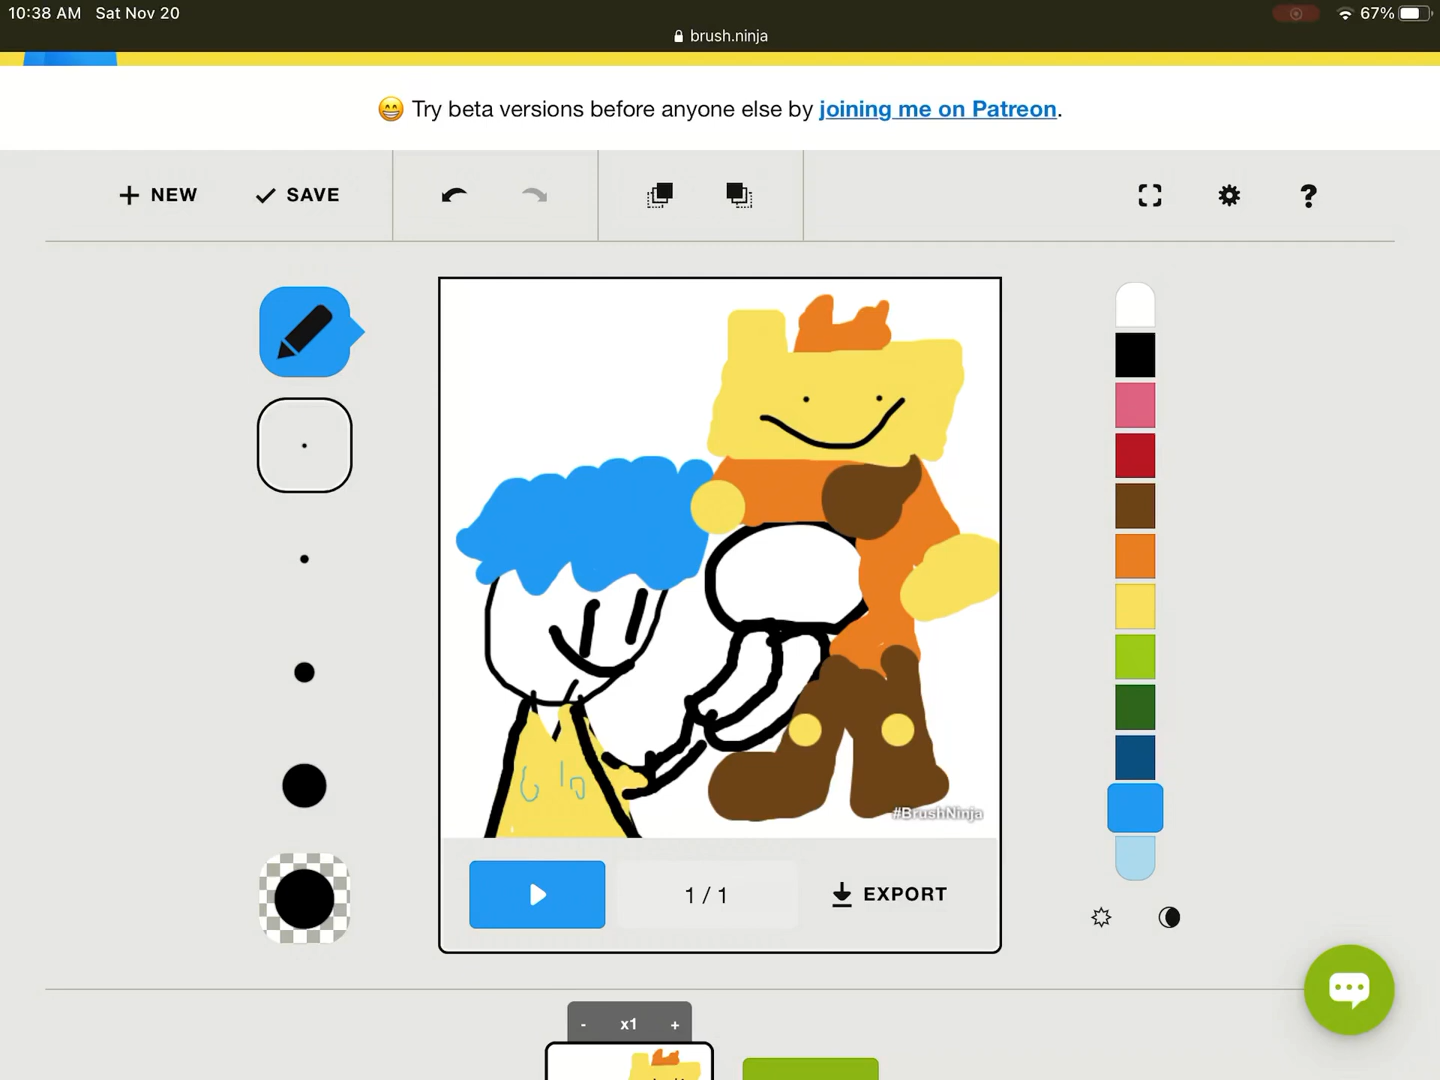 10:38 AM Sat Nov 20
67%
brush.ninja
Try beta versions before anyone else by joining me on Patreon.
NEW
SAVE
?
#BrushNinja
1 / 1
EXPORT
- x1 +